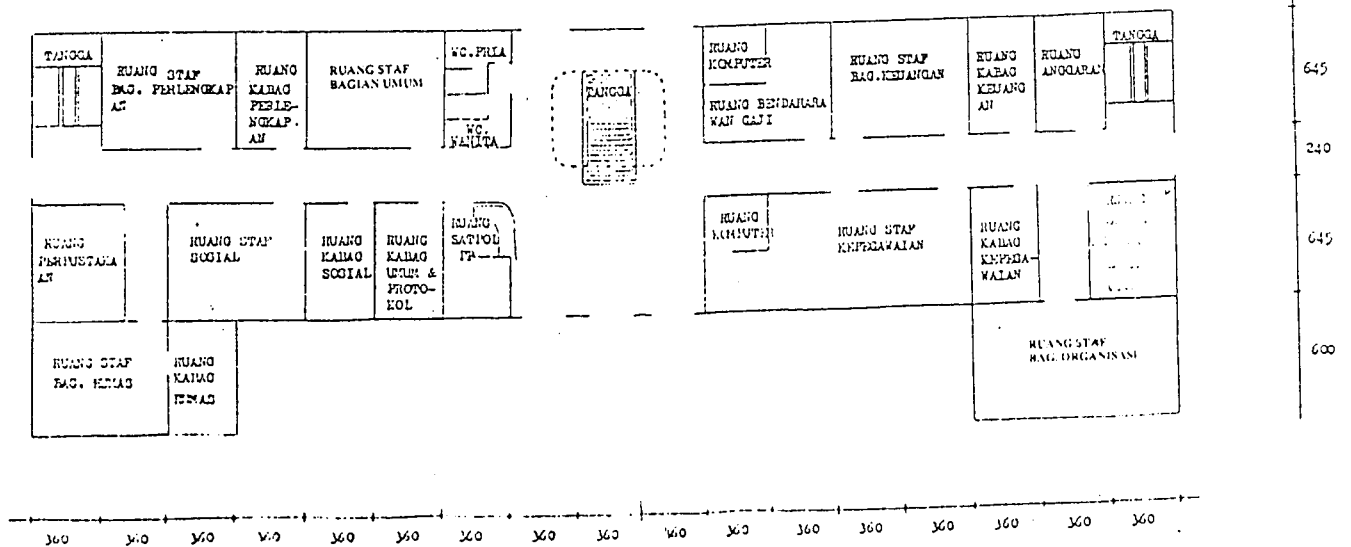 TANGGA
RUANG STAF
BAG. PERLENGKAP
AN
RUANG
KABAG
PERLE-
NGKAP.
AN
RUANG STAF
BAGIAN UMUM
WC.PRIA
WC.
WANITA
TANGGA
RUANG
KOMPUTER
RUANG BENDAHARA
WAN GAJI
RUANG STAF
BAG.KEUANGAN
RUANG
KABAG
KEUANG
AN
RUANG
ANGGARAN
TANGGA
645
240
645
600
RUANG
PERPUSTAKA
AN
RUANG STAF
SOSIAL
RUANG
KABAG
SOSIAL
RUANG
KABAG
UMUM &
PROTO-
KOL
RUANG
SATPOL
PP
RUANG
KOMPUTER
RUANG STAF
KEPEGAWAIAN
RUANG
KABAG
KEPEGA-
WAIAN
RUANG STAF
BAG. HUMAS
RUANG
KABAG
HUMAS
RUANG STAF
BAG. ORGANISASI
360 360 360 360 360 360 360 360 360 360 360 360 360 360 360 360 360